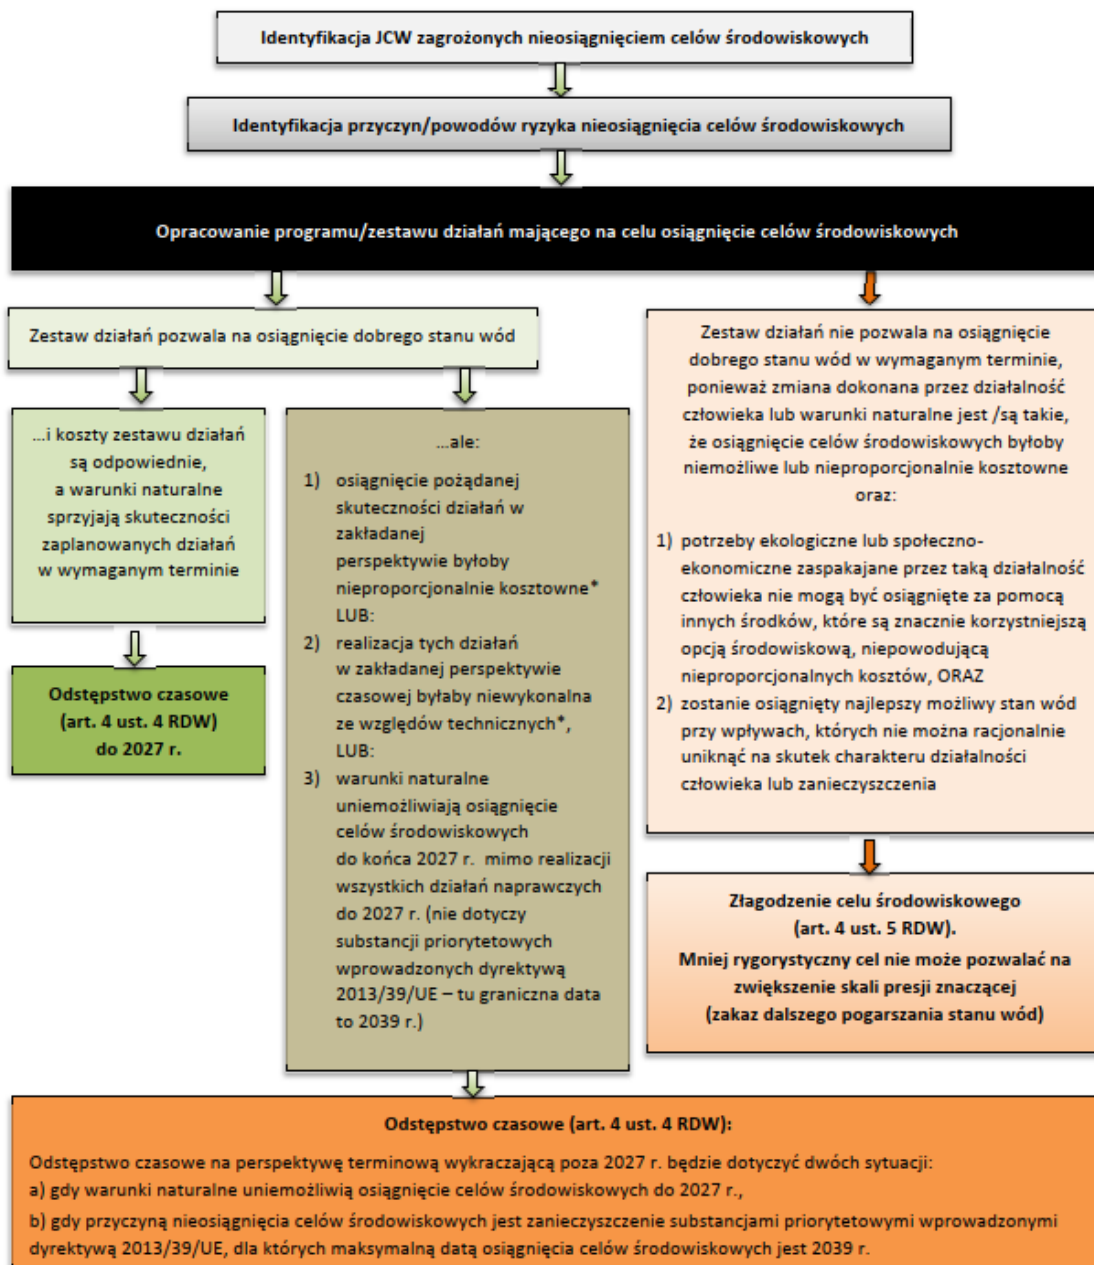 Identyfikacja JCW zagrożonych nieosiągnięciem celów środowiskowych
Identyfikacja przyczyn/powodów ryzyka nieosiągnięcia celów środowiskowych
Opracowanie programu/zestawu działań mającego na celu osiągnięcie celów środowiskowych
Zestaw działań pozwala na osiągnięcie dobrego stanu wód
...i koszty zestawu działań
są odpowiednie,
a warunki naturalne
sprzyjają skuteczności
zaplanowanych działań
w wymaganym terminie
Odstępstwo czasowe
(art. 4 ust. 4 RDW)
do 2027 r.
...ale:
1) osiągnięcie pożądanej
skuteczności działań w
zakładanej
perspektywie byłoby
nieproporcjonalnie kosztowne*
LUB:
2) realizacja tych działań
w zakładanej perspektywie
czasowej byłaby niewykonalna
ze względów technicznych*,
LUB:
3) warunki naturalne
uniemożliwiają osiągnięcie
celów środowiskowych
do końca 2027 r. mimo realizacji
wszystkich działań naprawczych
do 2027 r. (nie dotyczy
substancji priorytetowych
wprowadzonych dyrektywą
2013/39/UE – tu graniczna data
to 2039 r.)
Zestaw działań nie pozwala na osiągnięcie
dobrego stanu wód w wymaganym terminie,
ponieważ zmiana dokonana przez działalność
człowieka lub warunki naturalne jest /są takie,
że osiągnięcie celów środowiskowych byłoby
niemożliwe lub nieproporcjonalnie kosztowne
oraz:
1) potrzeby ekologiczne lub społeczno-
ekonomiczne zaspakajane przez taką działalność
człowieka nie mogą być osiągnięte za pomocą
innych środków, które są znacznie korzystniejszą
opcją środowiskową, niepowodującą
nieproporcjonalnych kosztów, ORAZ
2) zostanie osiągnięty najlepszy możliwy stan wód
przy wpływach, których nie można racjonalnie
uniknąć na skutek charakteru działalności
człowieka lub zanieczyszczenia
Złagodzenie celu środowiskowego
(art. 4 ust. 5 RDW).
Mniej rygorystyczny cel nie może pozwalać na
zwiększenie skali presji znaczącej
(zakaz dalszego pogarszania stanu wód)
Odstępstwo czasowe (art. 4 ust. 4 RDW):
Odstępstwo czasowe na perspektywę terminową wykraczającą poza 2027 r. będzie dotyczyć dwóch sytuacji:
a) gdy warunki naturalne uniemożliwią osiągnięcie celów środowiskowych do 2027 r.,
b) gdy przyczyną nieosiągnięcia celów środowiskowych jest zanieczyszczenie substancjami priorytetowymi wprowadzonymi
dyrektywą 2013/39/UE, dla których maksymalną datą osiągnięcia celów środowiskowych jest 2039 r.